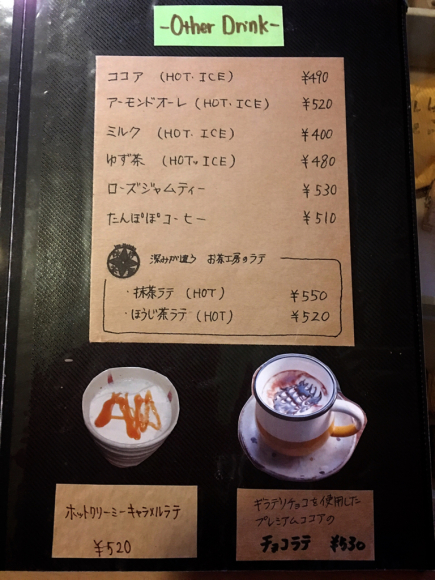 -Other Drink-
ココア (HOT・ICE) ¥490
アーモンドオーレ (HOT・ICE) ¥520
ミルク (HOT・ICE) ¥400
ゆず茶 (HOT・ICE) ¥480
ローズジャムティー ¥530
たんぽぽコーヒー ¥510
深みが違う お茶工房のラテ
・抹茶ラテ (HOT) ¥550
・ほうじ茶ラテ (HOT) ¥520
ホットクリーミーキャラメルラテ
¥520
ギラデリチョコを使用した
プレミアムココアの
チョコラテ ¥530